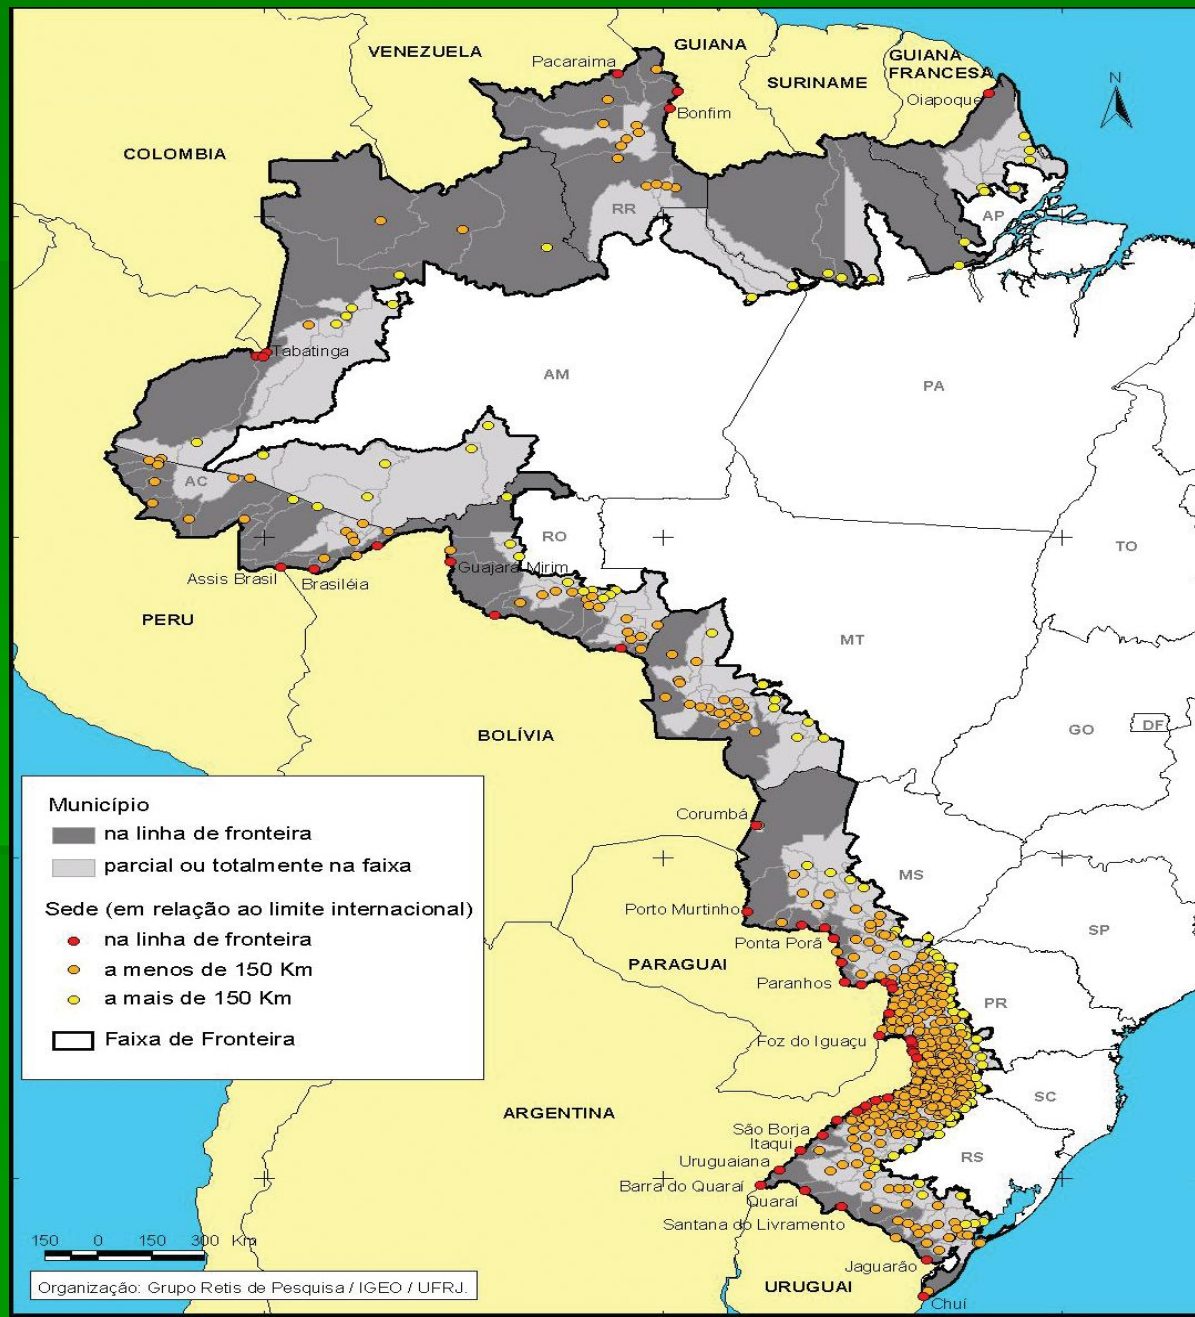 VENEZUELA
GUIANA
SURINAME
GUIANA
FRANCESA
Pacaraima
Bonfim
Oiapoque
N
COLOMBIA
RR
AP
Tabatinga
AM
PA
AC
RO
TO
Assis Brasil
Brasiléia
Guajará Mirim
PERU
MT
BOLÍVIA
GO
DF
Município
na linha de fronteira
parcial ou totalmente na faixa
Sede (em relação ao limite internacional)
na linha de fronteira
a menos de 150 Km
a mais de 150 Km
Faixa de Fronteira
Corumbá
MS
Porto Murtinho
SP
Ponta Porã
PARAGUAI
Paranhos
PR
Foz do Iguaçu
SC
ARGENTINA
São Borja
Itaqui
RS
Uruguaiana
Barra do Quaraí
Quaraí
Santana do Livramento
150 0 150 300 Km
Jaguarão
Organização: Grupo Retis de Pesquisa / IGEO / UFRJ.
URUGUAI
Chuí